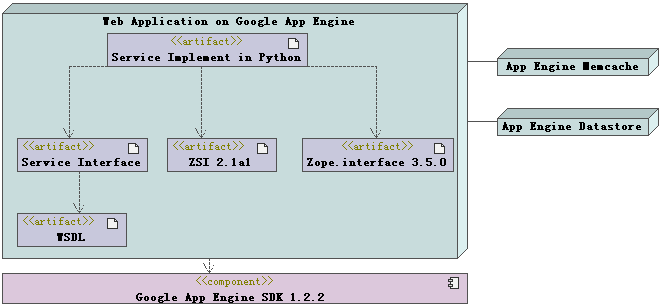 Web Application on Google App Engine
<<artifact>>
Service Implement in Python
App Engine Memcache
App Engine Datastore
<<artifact>>
Service Interface
<<artifact>>
ZSI 2.1a1
<<artifact>>
Zope.interface 3.5.0
<<artifact>>
WSDL
<<component>>
Google App Engine SDK 1.2.2